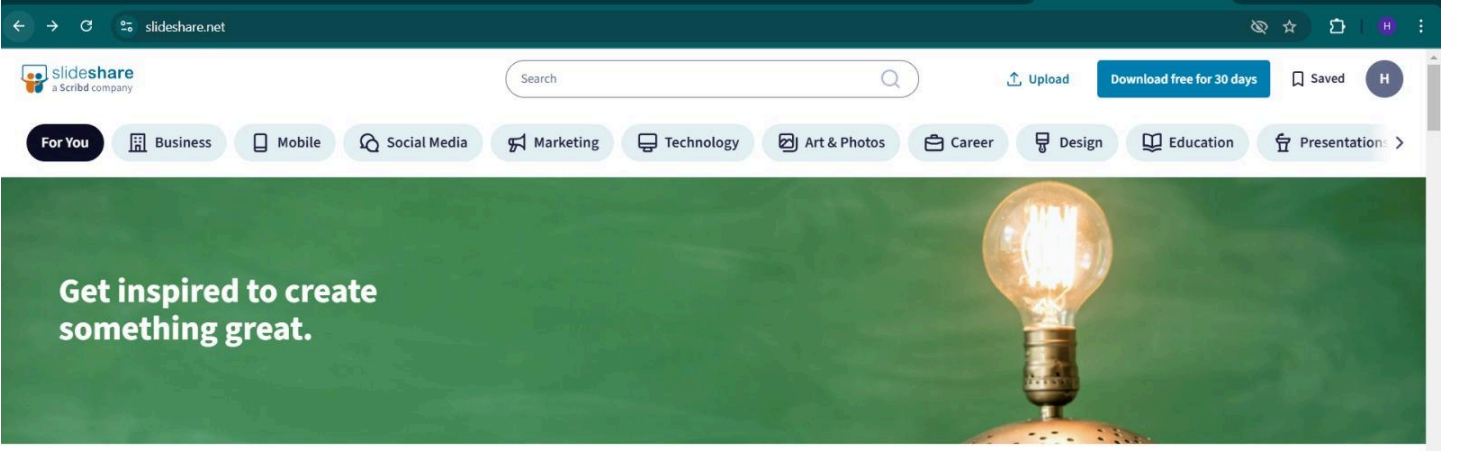 slideshare.net
H
slideshare
a Scribd company
Search
Upload
Download free for 30 days
Saved
H
For You
Business
Mobile
Social Media
Marketing
Technology
Art & Photos
Career
Design
Education
Presentations
Get inspired to create
something great.